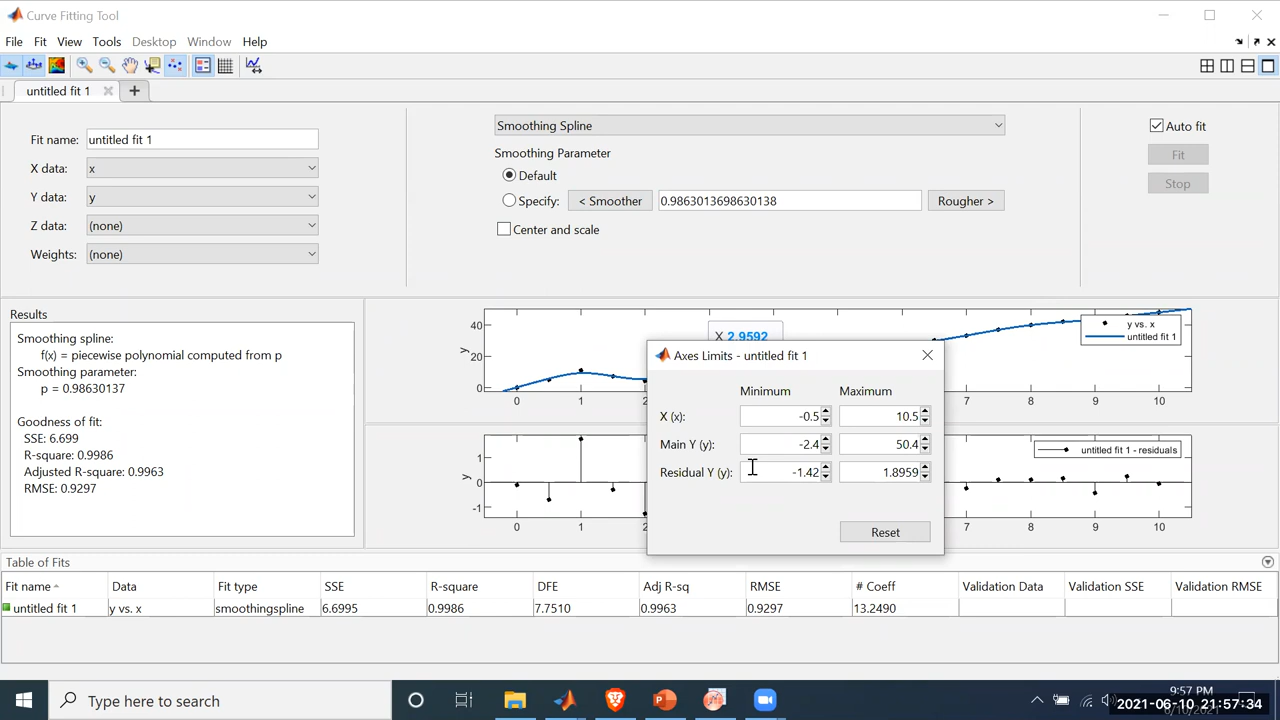 Curve Fitting Tool
File Fit View Tools Desktop Window Help
untitled fit 1
Fit name: untitled fit 1
X data: x
Y data: y
Z data: (none)
Weights: (none)
Smoothing Spline
Smoothing Parameter
Default
Specify: < Smoother 0.9863013698630138 Rougher >
Center and scale
Auto fit
Fit
Stop
Results
Smoothing spline:
f(x) = piecewise polynomial computed from p
Smoothing parameter:
p = 0.98630137
Goodness of fit:
SSE: 6.699
R-square: 0.9986
Adjusted R-square: 0.9963
RMSE: 0.9297
40
20
0
y
0 1 2 7 8 9 10
X 2.9592
y vs. x
untitled fit 1
1
0
-1
y
0 1 2 7 8 9 10
untitled fit 1 - residuals
Axes Limits - untitled fit 1
Minimum Maximum
X (x): -0.5 10.5
Main Y (y): -2.4 50.4
Residual Y (y): -1.42 1.8959
Reset
Table of Fits
Fit name Data Fit type SSE R-square DFE Adj R-sq RMSE # Coeff Validation Data Validation SSE Validation RMSE
untitled fit 1 y vs. x smoothingspline 6.6995 0.9986 7.7510 0.9963 0.9297 13.2490
Type here to search
9:57 PM
2021-06-10 21:57:34